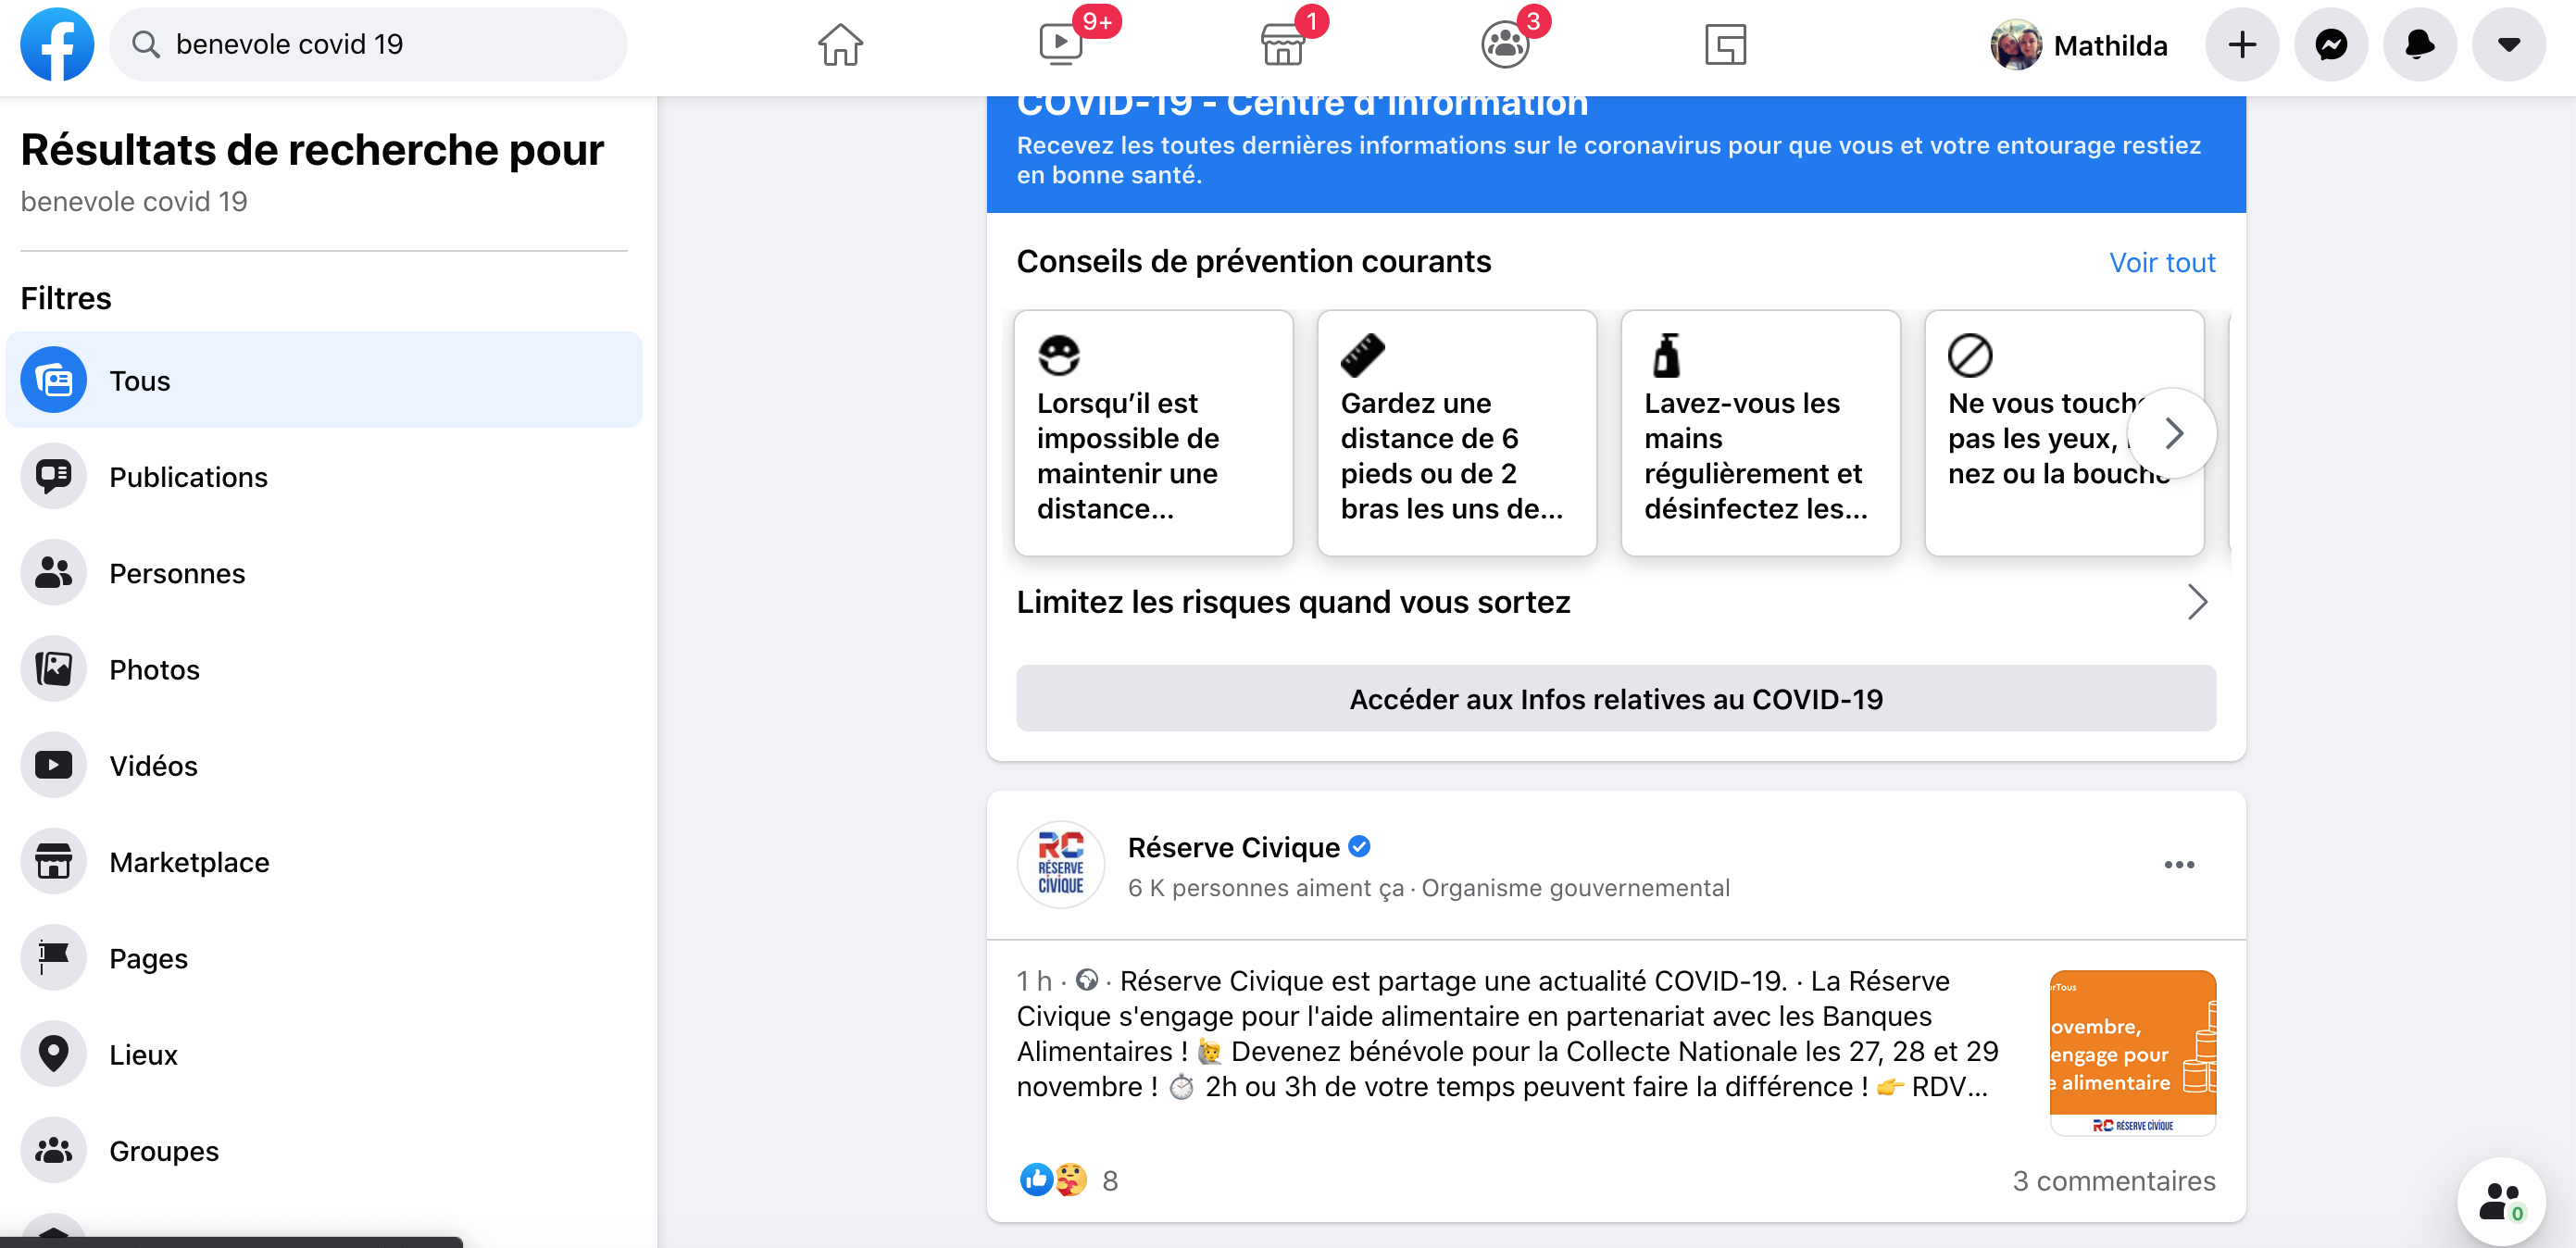 benevole covid 19
9+
1
3
Mathilda
Résultats de recherche pour
benevole covid 19
Filtres
Tous
Publications
Personnes
Photos
Vidéos
Marketplace
Pages
Lieux
Groupes
COVID-19 - Centre d'information
Recevez les toutes dernières informations sur le coronavirus pour que vous et votre entourage restiez
en bonne santé.
Conseils de prévention courants
Voir tout
Lorsqu’il est
impossible de
maintenir une
distance...
Gardez une
distance de 6
pieds ou de 2
bras les uns de...
Lavez-vous les
mains
régulièrement et
désinfectez les...
Ne vous touche
pas les yeux,
nez ou la bouche
Limitez les risques quand vous sortez
Accéder aux Infos relatives au COVID-19
RC
RÉSERVE
CIVIQUE
Réserve Civique
6 K personnes aiment ça · Organisme gouvernemental
1 h · · Réserve Civique est partage une actualité COVID-19. · La Réserve
Civique s'engage pour l'aide alimentaire en partenariat avec les Banques
Alimentaires ! 🙋 Devenez bénévole pour la Collecte Nationale les 27, 28 et 29
novembre ! ⏱ 2h ou 3h de votre temps peuvent faire la différence ! 👉 RDV...
urTous
ovembre,
'engage pour
e alimentaire
RC RÉSERVE CIVIQUE
8
3 commentaires
0